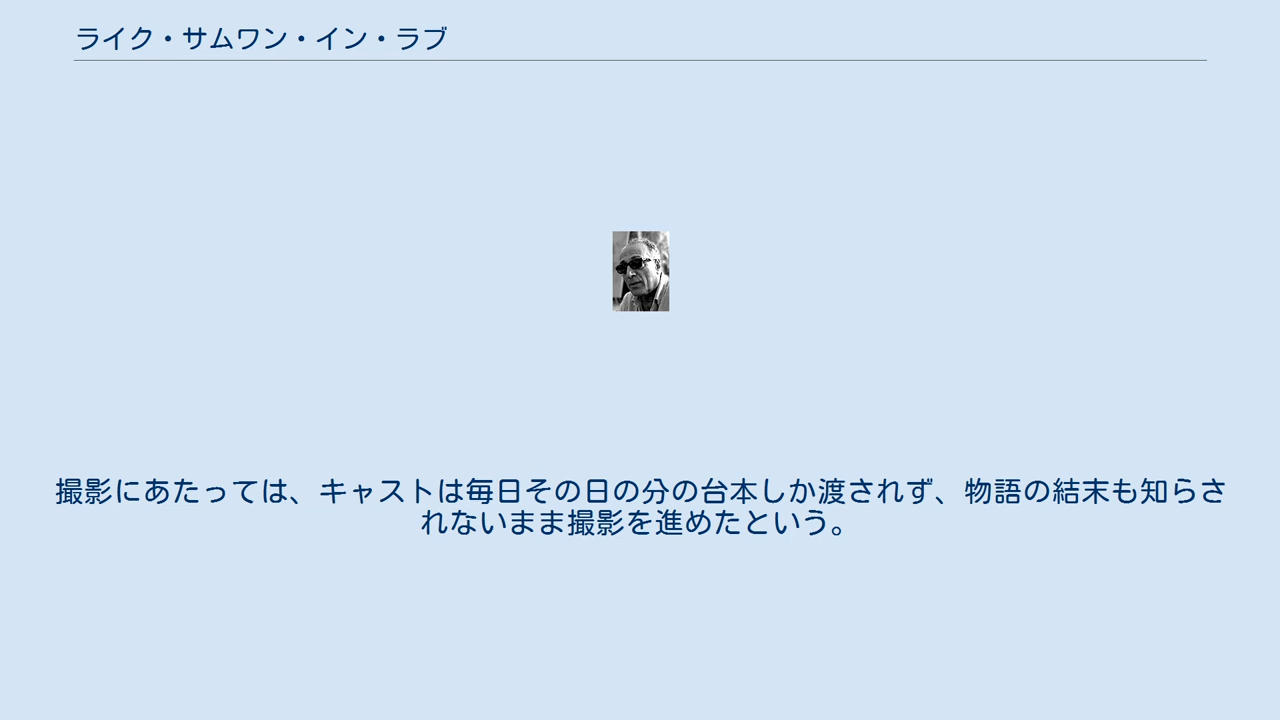 ライク・サムワン・イン・ラブ
撮影にあたっては、キャストは毎日その日の分の台本しか渡されず、物語の結末も知らさ
れないまま撮影を進めたという。